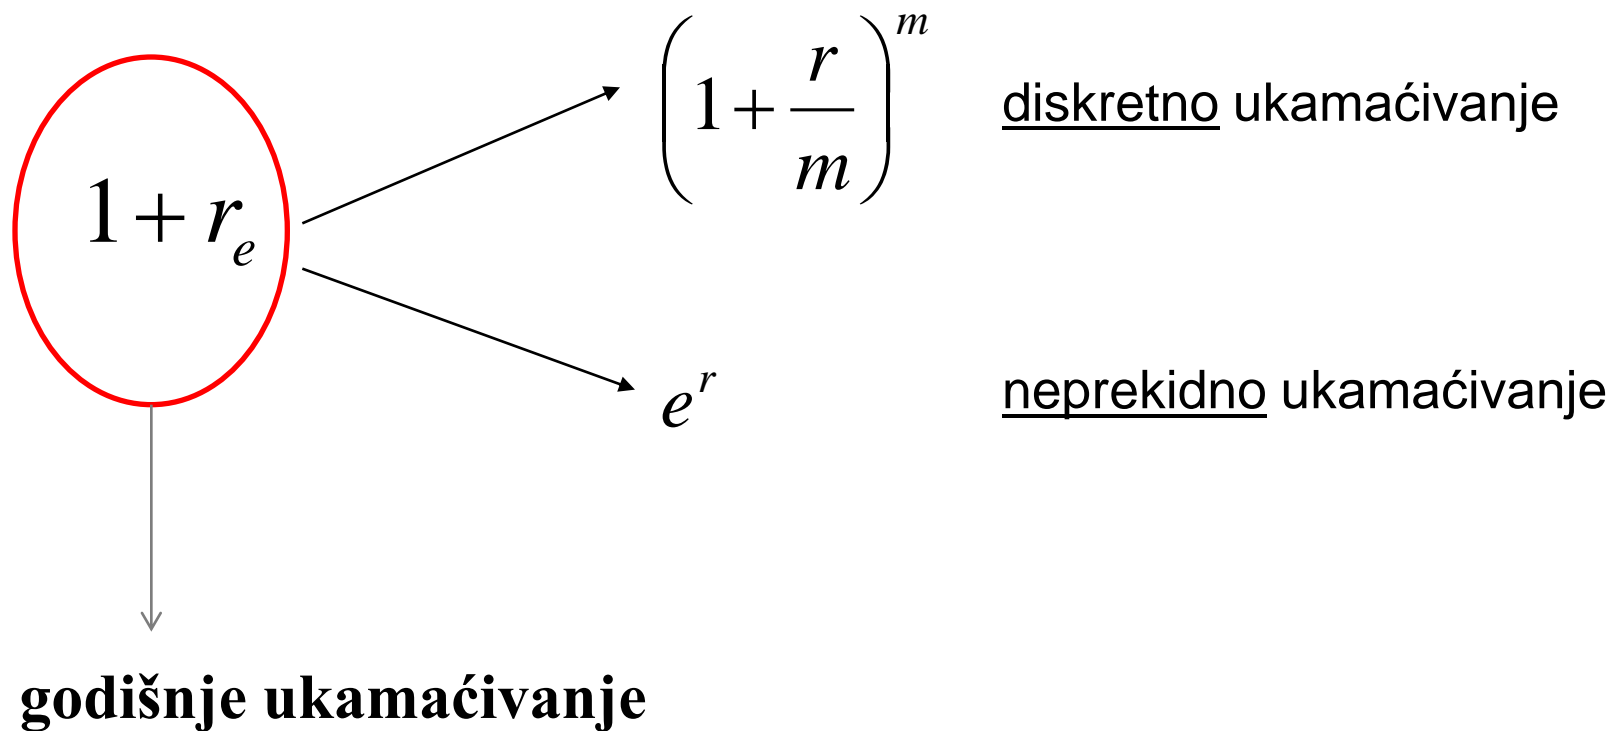 (1 + r/m)^m diskretno ukamaćivanje
1 + r_e
e^r neprekidno ukamaćivanje
godišnje ukamaćivanje